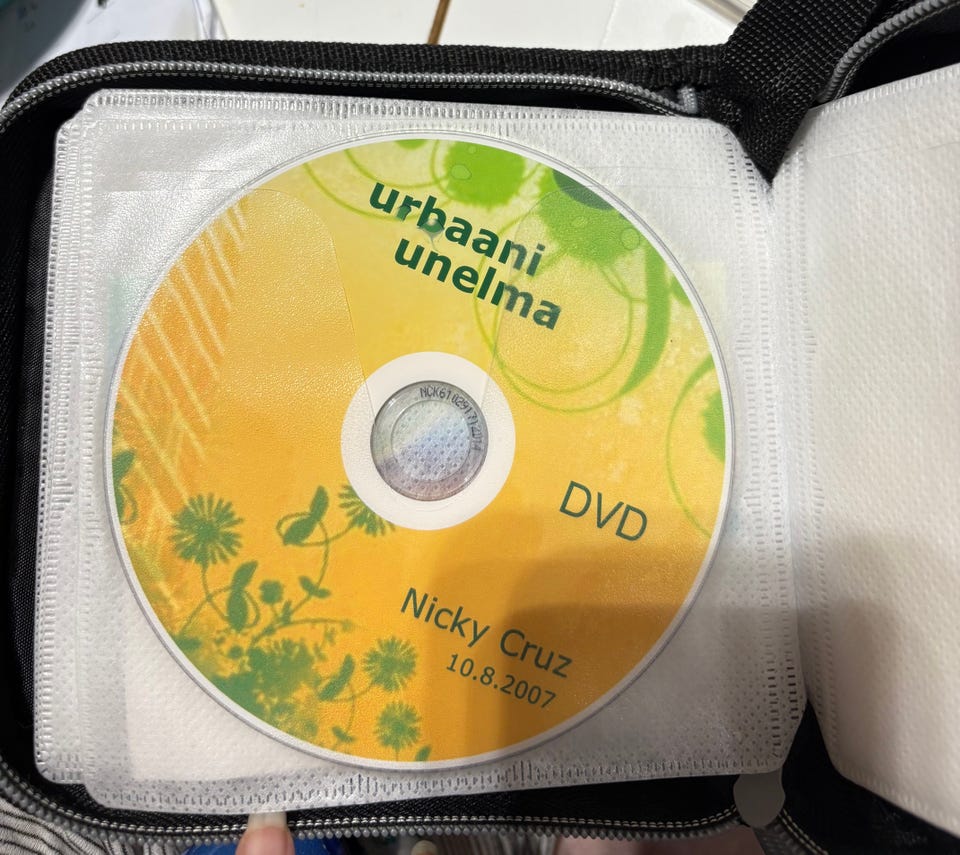 urbaani
unelma
DVD
Nicky Cruz
10.8.2007